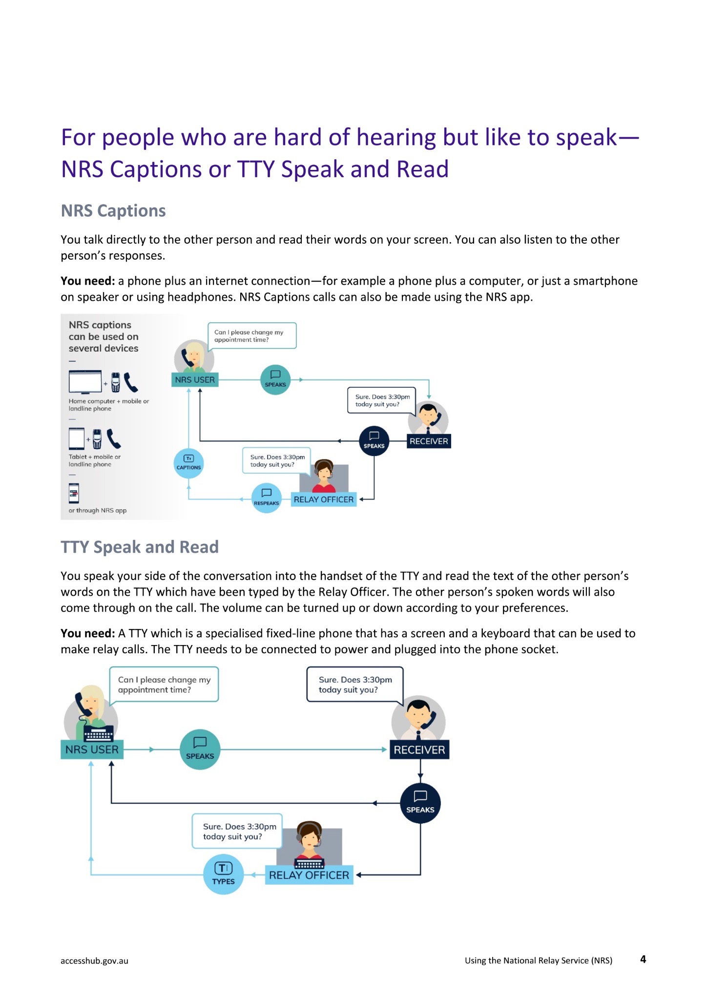 For people who are hard of hearing but like to speak—
NRS Captions or TTY Speak and Read
NRS Captions
You talk directly to the other person and read their words on your screen. You can also listen to the other
person’s responses.
You need: a phone plus an internet connection—for example a phone plus a computer, or just a smartphone
on speaker or using headphones. NRS Captions calls can also be made using the NRS app.
NRS captions
can be used on
several devices
Home computer + mobile or
landline phone
Tablet + mobile or
landline phone
or through NRS app
Can I please change my
appointment time?
NRS USER
SPEAKS
Sure. Does 3:30pm
today suit you?
RECEIVER
SPEAKS
Sure. Does 3:30pm
today suit you?
RELAY OFFICER
RESPEAKS
CAPTIONS
TTY Speak and Read
You speak your side of the conversation into the handset of the TTY and read the text of the other person’s
words on the TTY which have been typed by the Relay Officer. The other person’s spoken words will also
come through on the call. The volume can be turned up or down according to your preferences.
You need: A TTY which is a specialised fixed-line phone that has a screen and a keyboard that can be used to
make relay calls. The TTY needs to be connected to power and plugged into the phone socket.
Can I please change my
appointment time?
Sure. Does 3:30pm
today suit you?
NRS USER
SPEAKS
RECEIVER
SPEAKS
Sure. Does 3:30pm
today suit you?
RELAY OFFICER
TYPES
accesshub.gov.au
Using the National Relay Service (NRS) 4